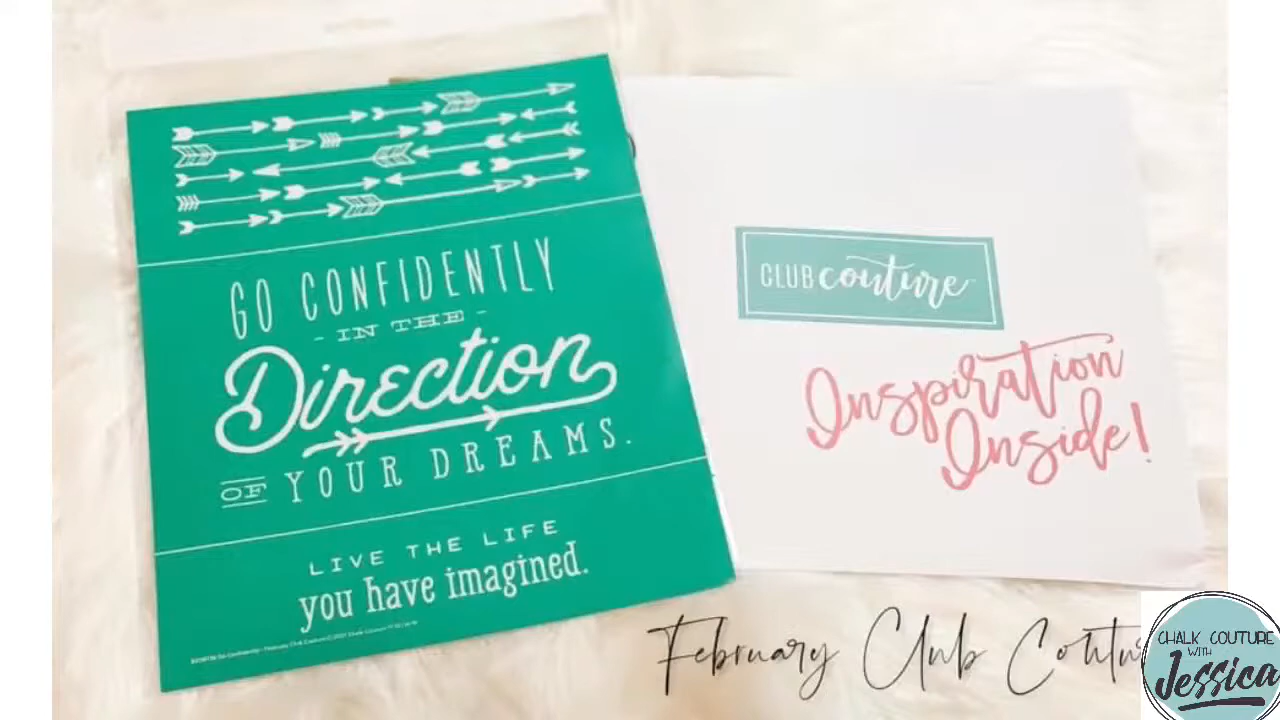 GO CONFIDENTLY
- IN THE -
Direction
OF YOUR DREAMS.
LIVE THE LIFE
you have imagined.
CLUB couture
Inspiration
Inside!
February Club Coutu
CHALK COUTURE
WITH
Jessica